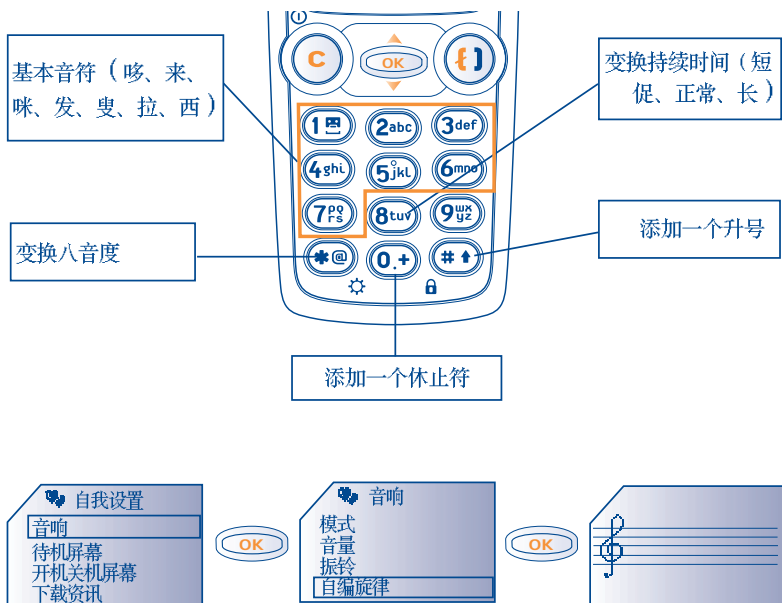 基本音符（哆、来、
咪、发、叟、拉、西）
变换持续时间（短
促、正常、长）
C
OK
1
2abc
3def
4ghi
5jkl
6mno
7pqrs
8tuv
9wxyz
*@
0.+
#
变换八音度
添加一个升号
添加一个休止符
自我设置
音响
待机屏幕
开机关机屏幕
下载资讯
OK
音响
模式
音量
振铃
自编旋律
OK